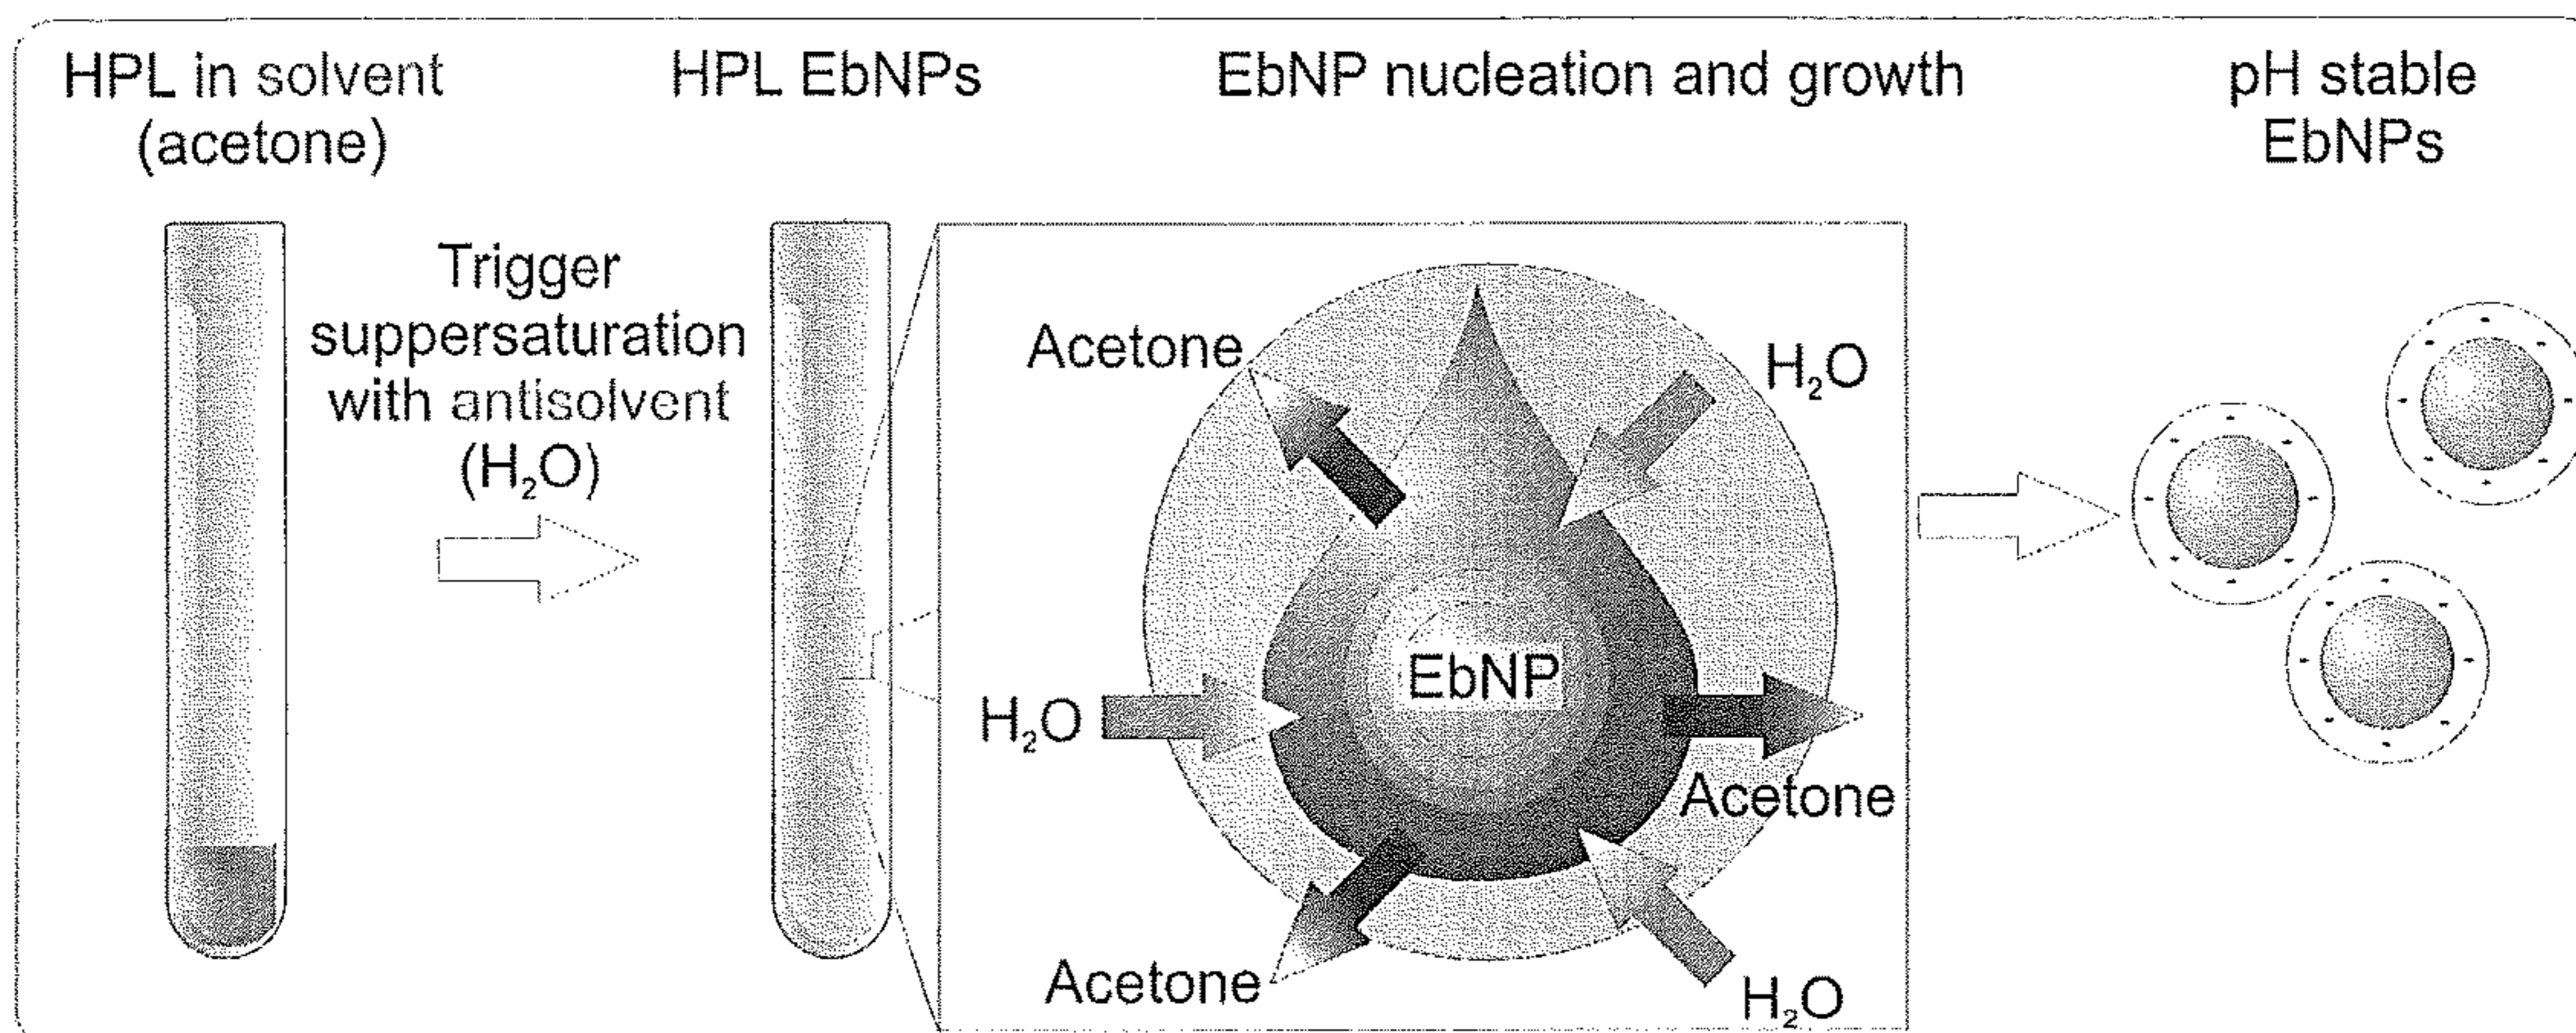 HPL in solvent
(acetone)
HPL EbNPs
EbNP nucleation and growth
pH stable
EbNPs
Trigger
suppersaturation
with antisolvent
(H₂O)
Acetone
H₂O
EbNP
H₂O
Acetone
Acetone
H₂O